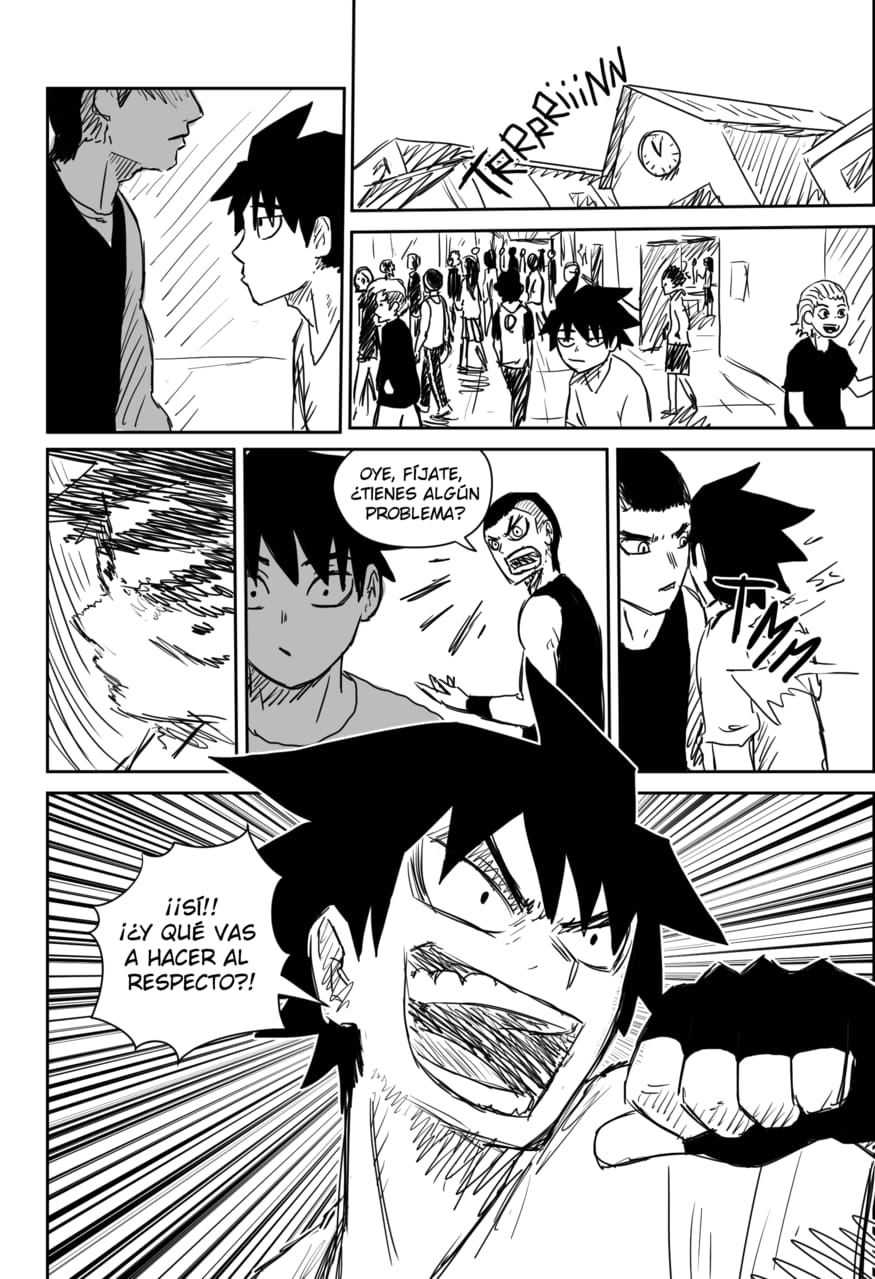 TRRRRiiiNN
TMM
OYE, FÍJATE,
¿TIENES ALGÚN
PROBLEMA?
¡¡SÍ!!
¡¿Y QUÉ VAS
A HACER AL
RESPECTO?!